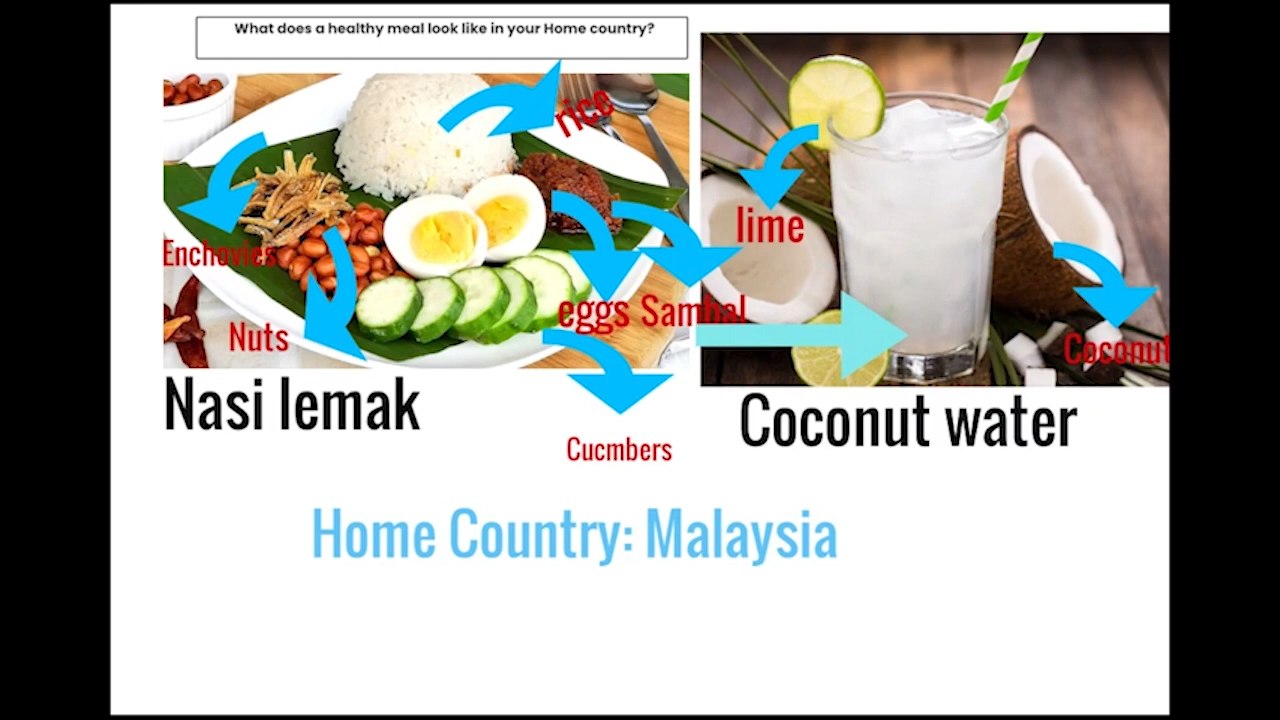 What does a healthy meal look like in your Home country?
rice
Enchovies
Nuts
eggs Sambal
Cucmbers
lime
Coconut
Nasi lemak
Coconut water
Home Country: Malaysia